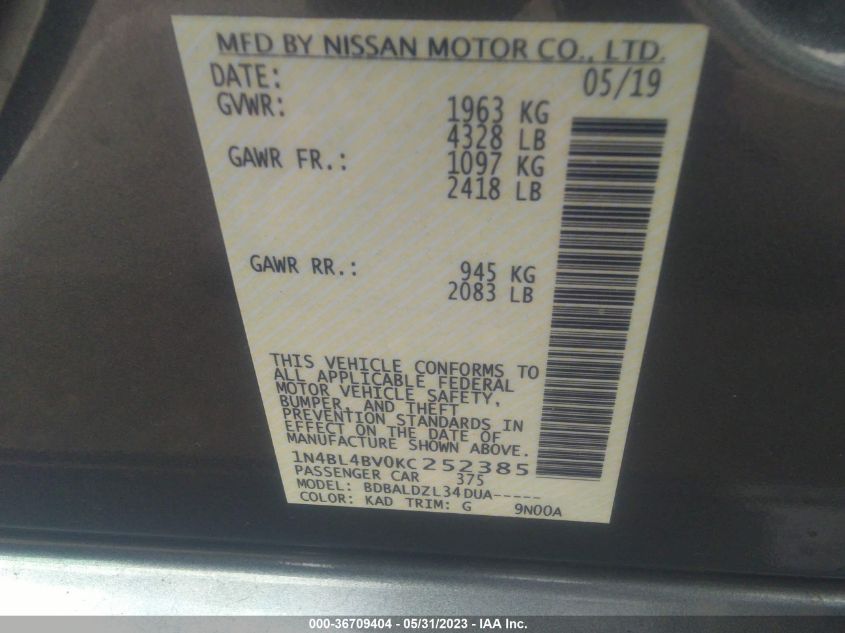 MFD BY NISSAN MOTOR CO., LTD.
DATE: 05/19
GVWR: 1963 KG
4328 LB
GAWR FR.: 1097 KG
2418 LB
GAWR RR.: 945 KG
2083 LB
THIS VEHICLE CONFORMS TO
ALL APPLICABLE FEDERAL
MOTOR VEHICLE SAFETY,
BUMPER, AND THEFT
PREVENTION STANDARDS IN
EFFECT ON THE DATE OF
MANUFACTURE SHOWN ABOVE.
1N4BL4BV0KC252385
PASSENGER CAR 375
MODEL: BDBALDZL34DUA-----
COLOR: KAD TRIM: G 9N00A
000-36709404 - 05/31/2023 - IAA Inc.